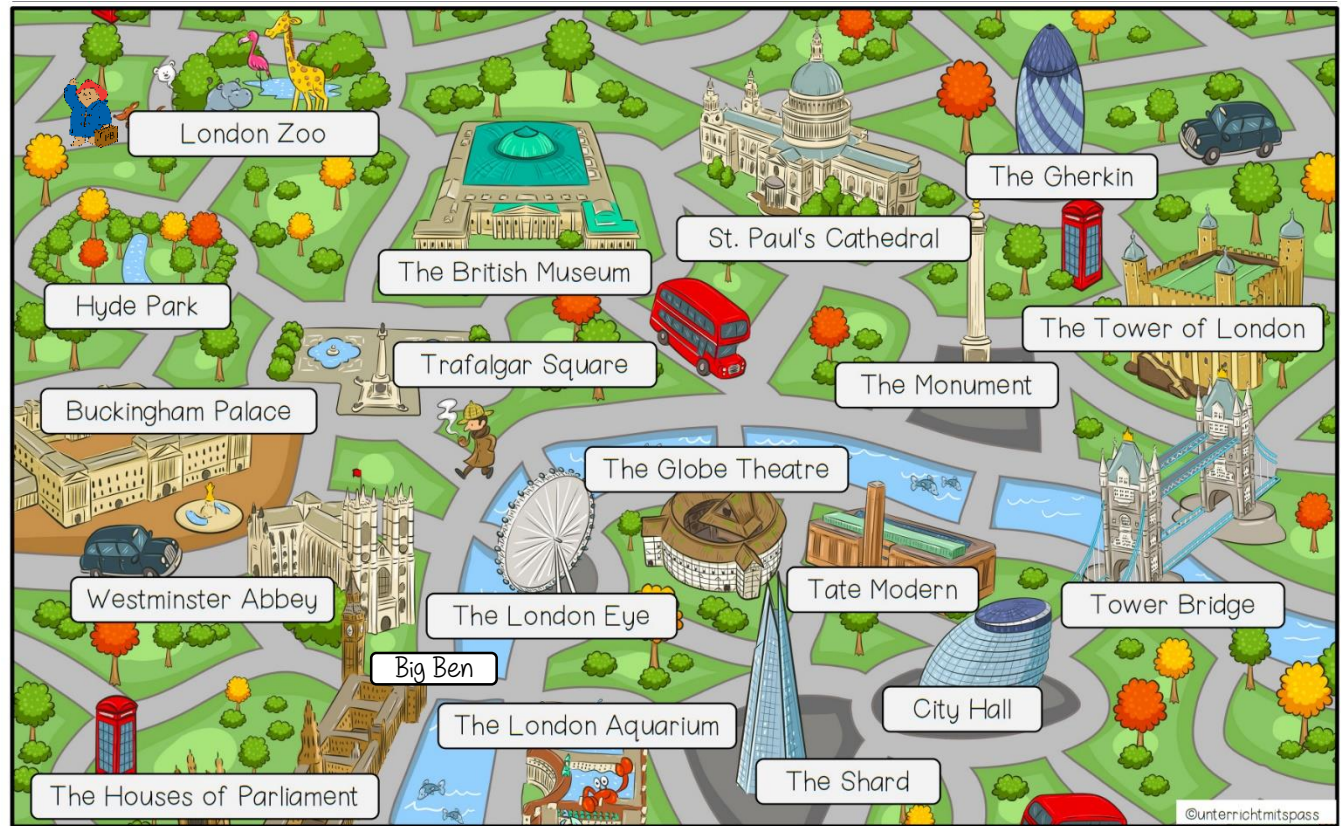 London Zoo
The Gherkin
St. Paul's Cathedral
The British Museum
Hyde Park
The Tower of London
Trafalgar Square
The Monument
Buckingham Palace
The Globe Theatre
Tate Modern
Westminster Abbey
The London Eye
Tower Bridge
Big Ben
City Hall
The London Aquarium
The Shard
The Houses of Parliament
©unterrichtmitspass